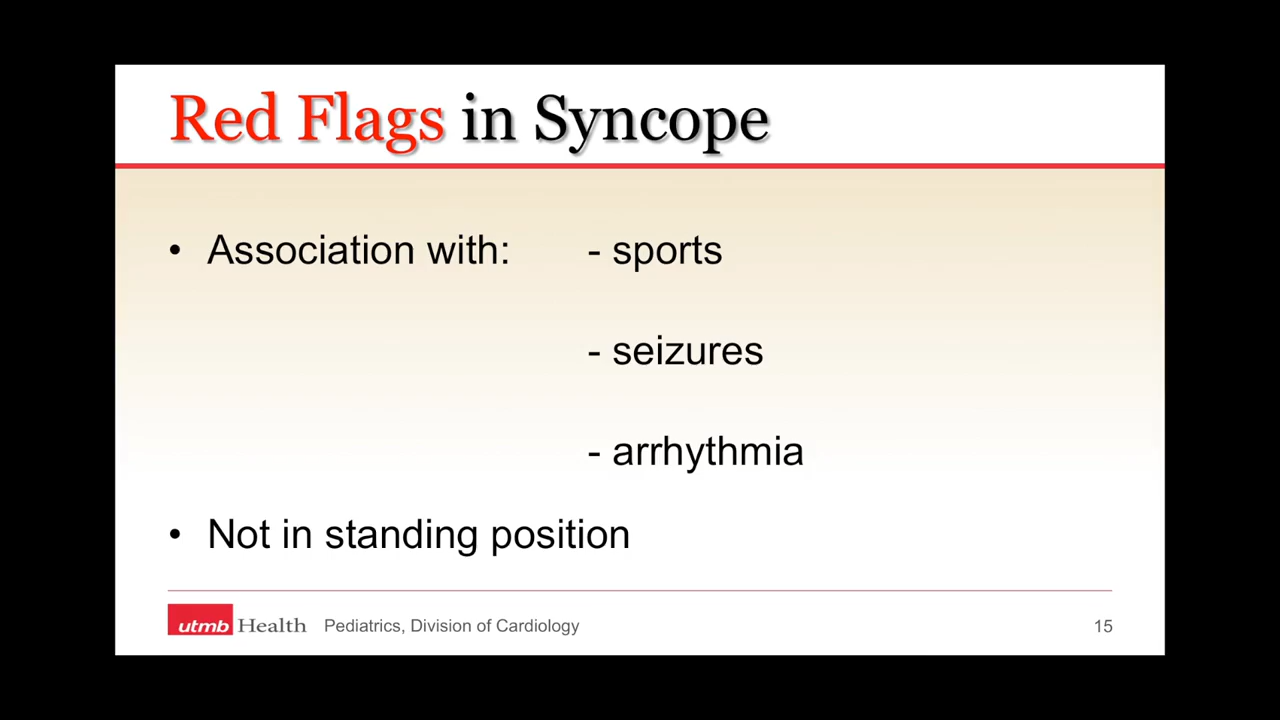 Red Flags in Syncope
• Association with: - sports
- seizures
- arrhythmia
• Not in standing position
utmb Health Pediatrics, Division of Cardiology 15